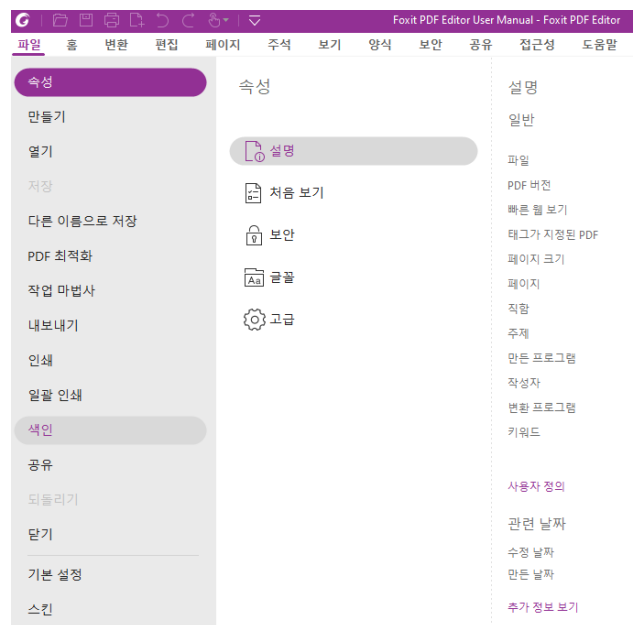 Foxit PDF Editor User Manual - Foxit PDF Editor
파일 홈 변환 편집 페이지 주석 보기 양식 보안 공유 접근성 도움말
속성
만들기
열기
저장
다른 이름으로 저장
PDF 최적화
작업 마법사
내보내기
인쇄
일괄 인쇄
색인
공유
되돌리기
닫기
기본 설정
스킨
속성
설명
처음 보기
보안
Aa 글꼴
고급
설명
일반
파일
PDF 버전
빠른 웹 보기
태그가 지정된 PDF
페이지 크기
페이지
직함
주제
만든 프로그램
작성자
변환 프로그램
키워드
사용자 정의
관련 날짜
수정 날짜
만든 날짜
추가 정보 보기